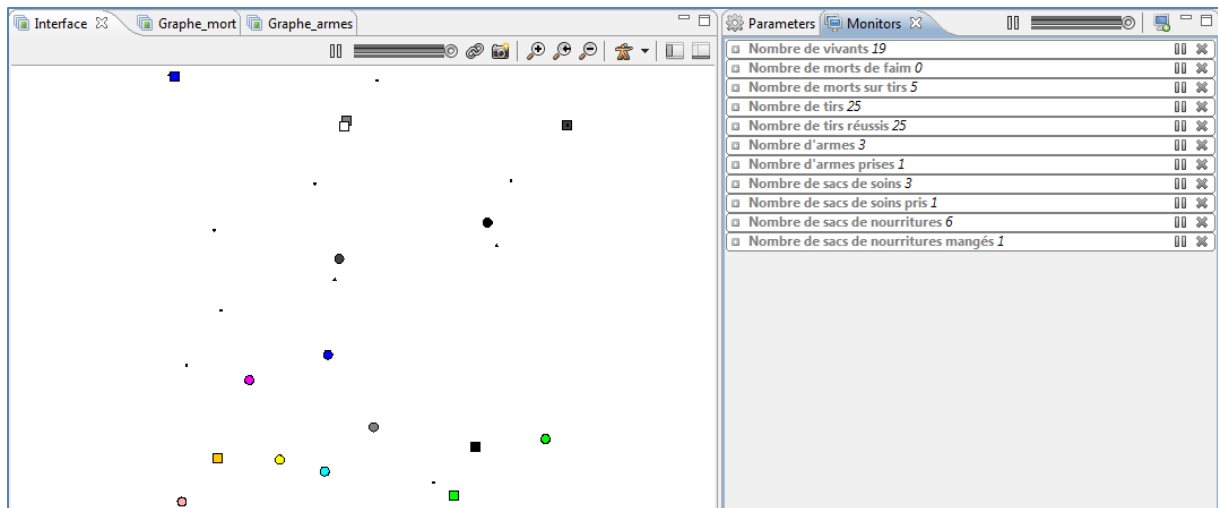 Interface Graphe_mort Graphe_armes
Parameters Monitors
Nombre de vivants 19
Nombre de morts de faim 0
Nombre de morts sur tirs 5
Nombre de tirs 25
Nombre de tirs réussis 25
Nombre d'armes 3
Nombre d'armes prises 1
Nombre de sacs de soins 3
Nombre de sacs de soins pris 1
Nombre de sacs de nourritures 6
Nombre de sacs de nourritures mangés 1